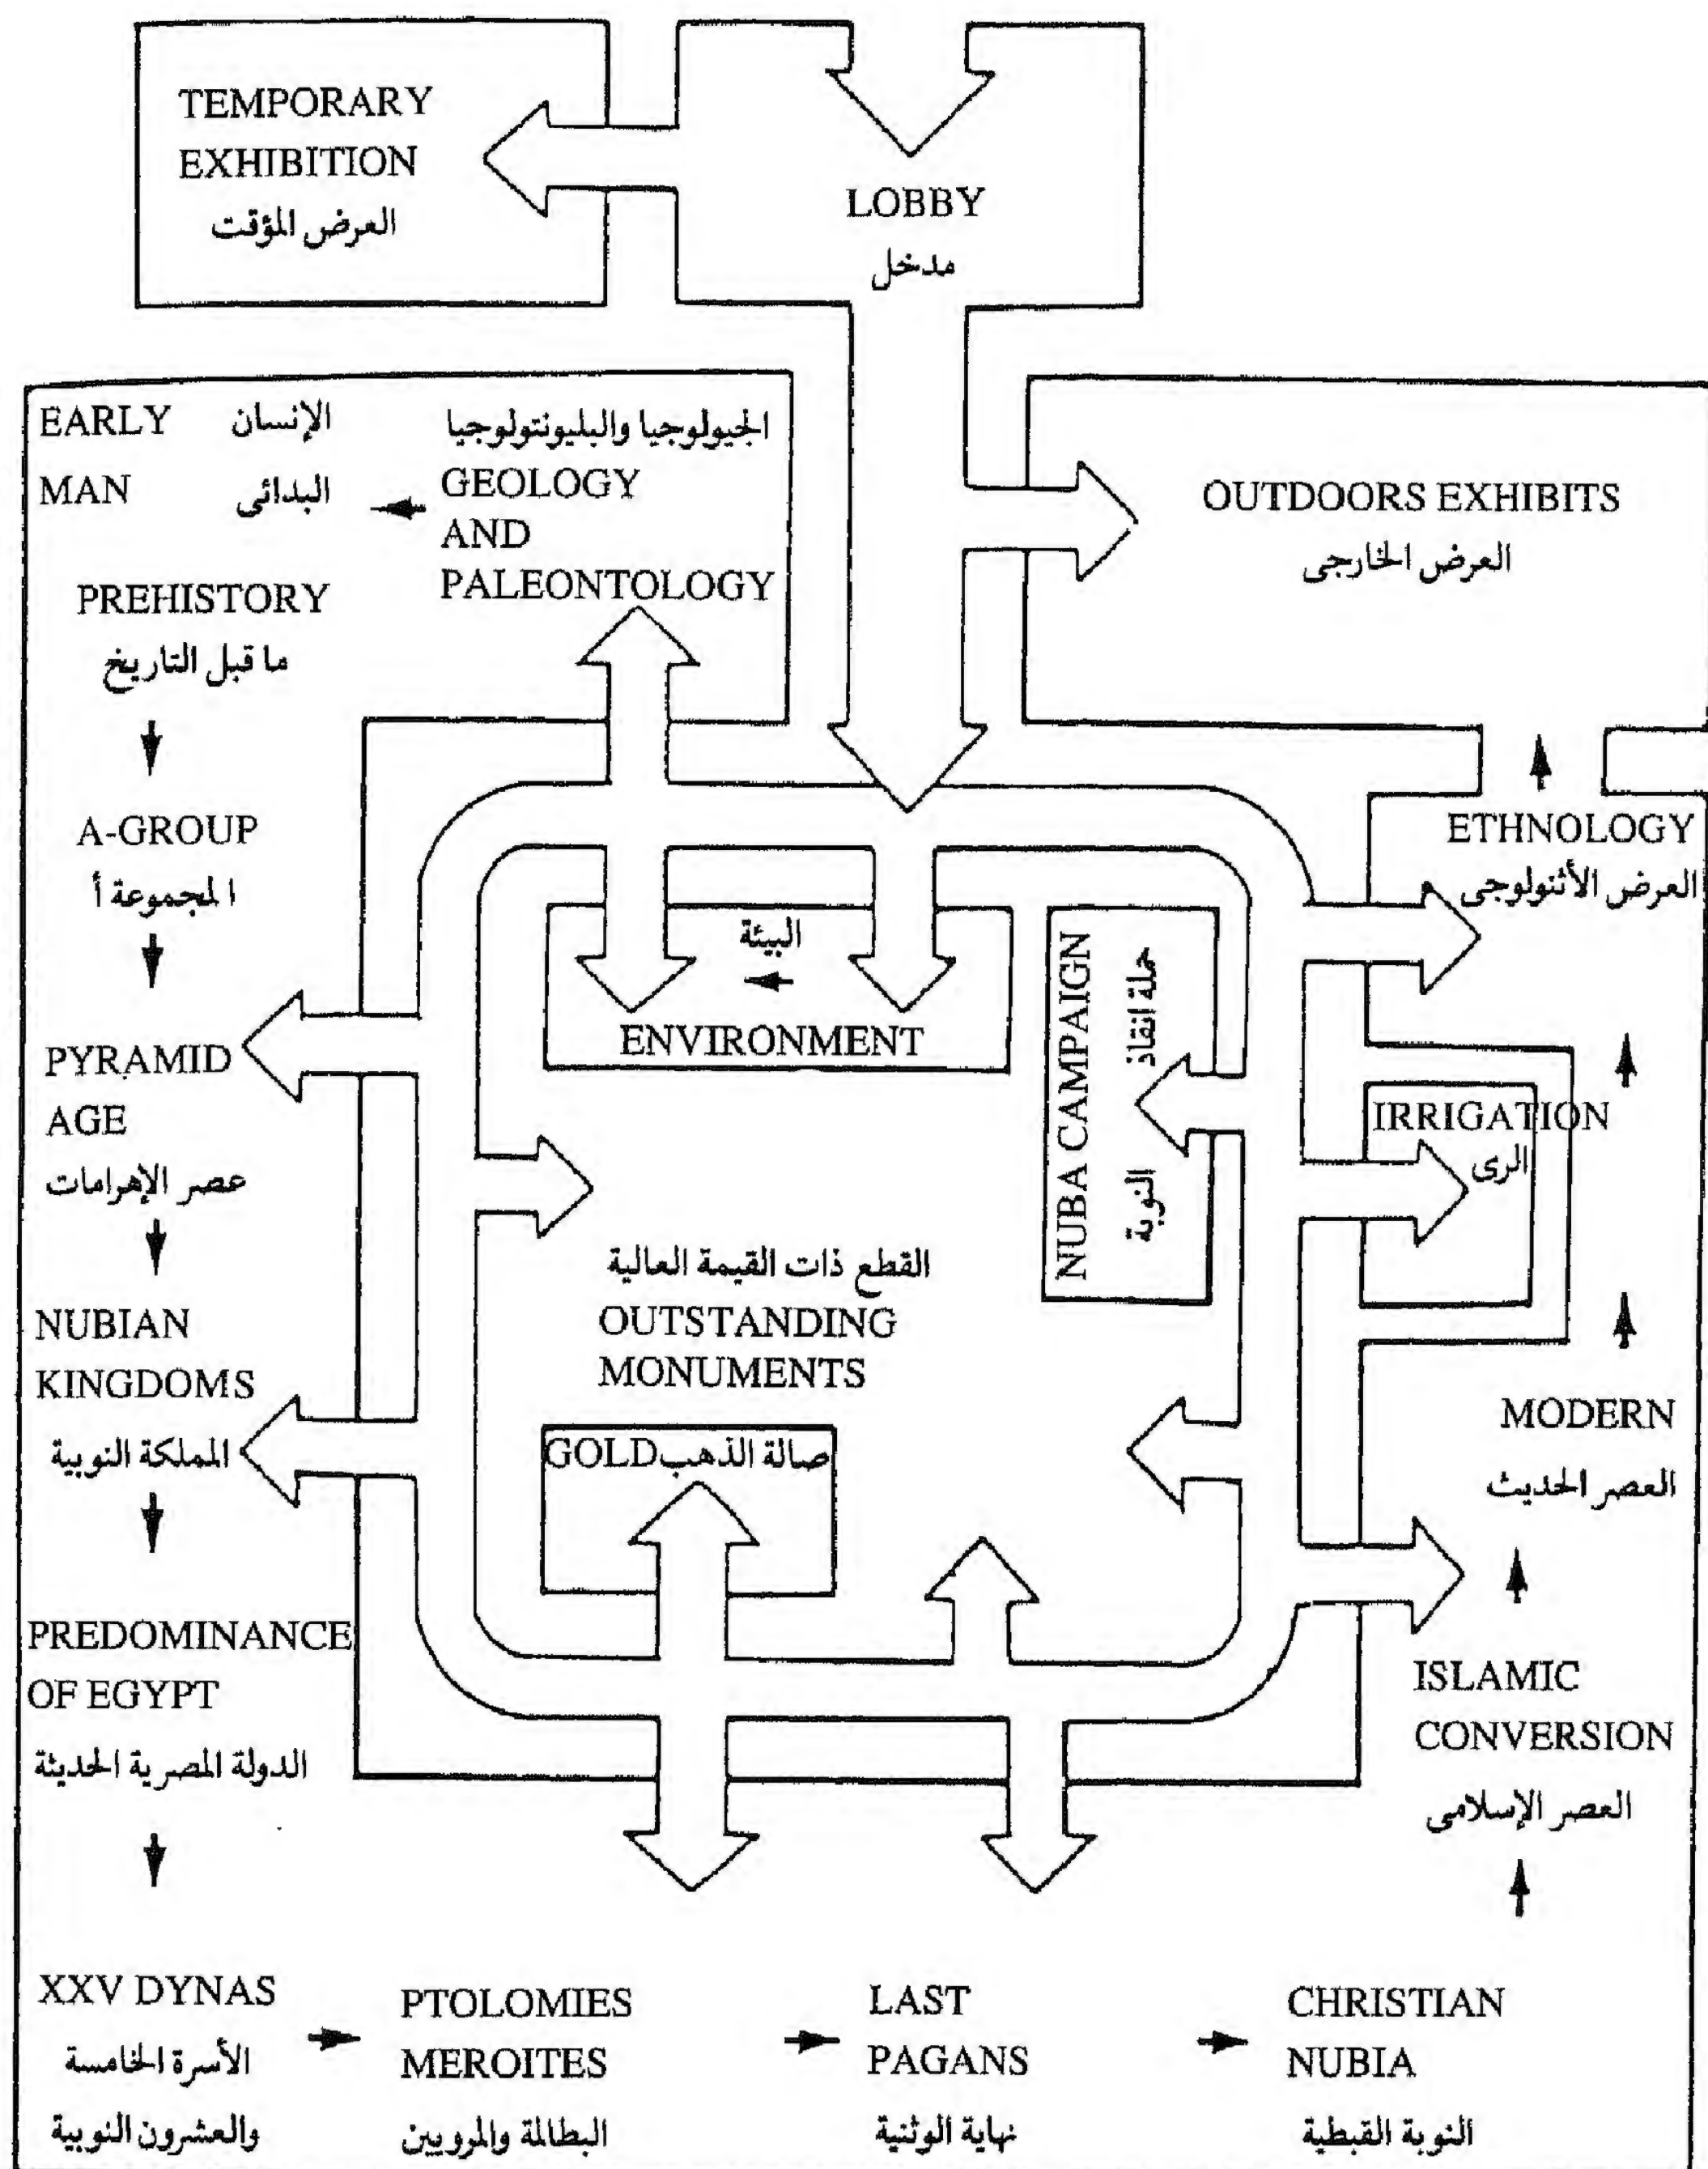 TEMPORARY
EXHIBITION
العرض المؤقت
LOBBY
مدخل
EARLY الإنسان
MAN البدائى
الجيولوجيا والبليونتولوجيا
GEOLOGY
AND
PALEONTOLOGY
OUTDOORS EXHIBITS
العرض الخارجى
PREHISTORY
ما قبل التاريخ
A-GROUP
المجموعة أ
ETHNOLOGY
العرض الأثنولوجى
البيئة
ENVIRONMENT
NUBA CAMPAIGN
حملة انقاذ النوبة
PYRAMID
AGE
عصر الإهرامات
IRRIGATION
الرى
القطع ذات القيمة العالية
OUTSTANDING
MONUMENTS
NUBIAN
KINGDOMS
المملكة النوبية
GOLD صالة الذهب
MODERN
العصر الحديث
PREDOMINANCE
OF EGYPT
الدولة المصرية الحديثة
ISLAMIC
CONVERSION
العصر الإسلامى
XXV DYNAS
الأسرة الخامسة
والعشرون النوبية
PTOLOMIES
MEROITES
البطالمة والمرويين
LAST
PAGANS
نهاية الوثنية
CHRISTIAN
NUBIA
النوبة القبطية